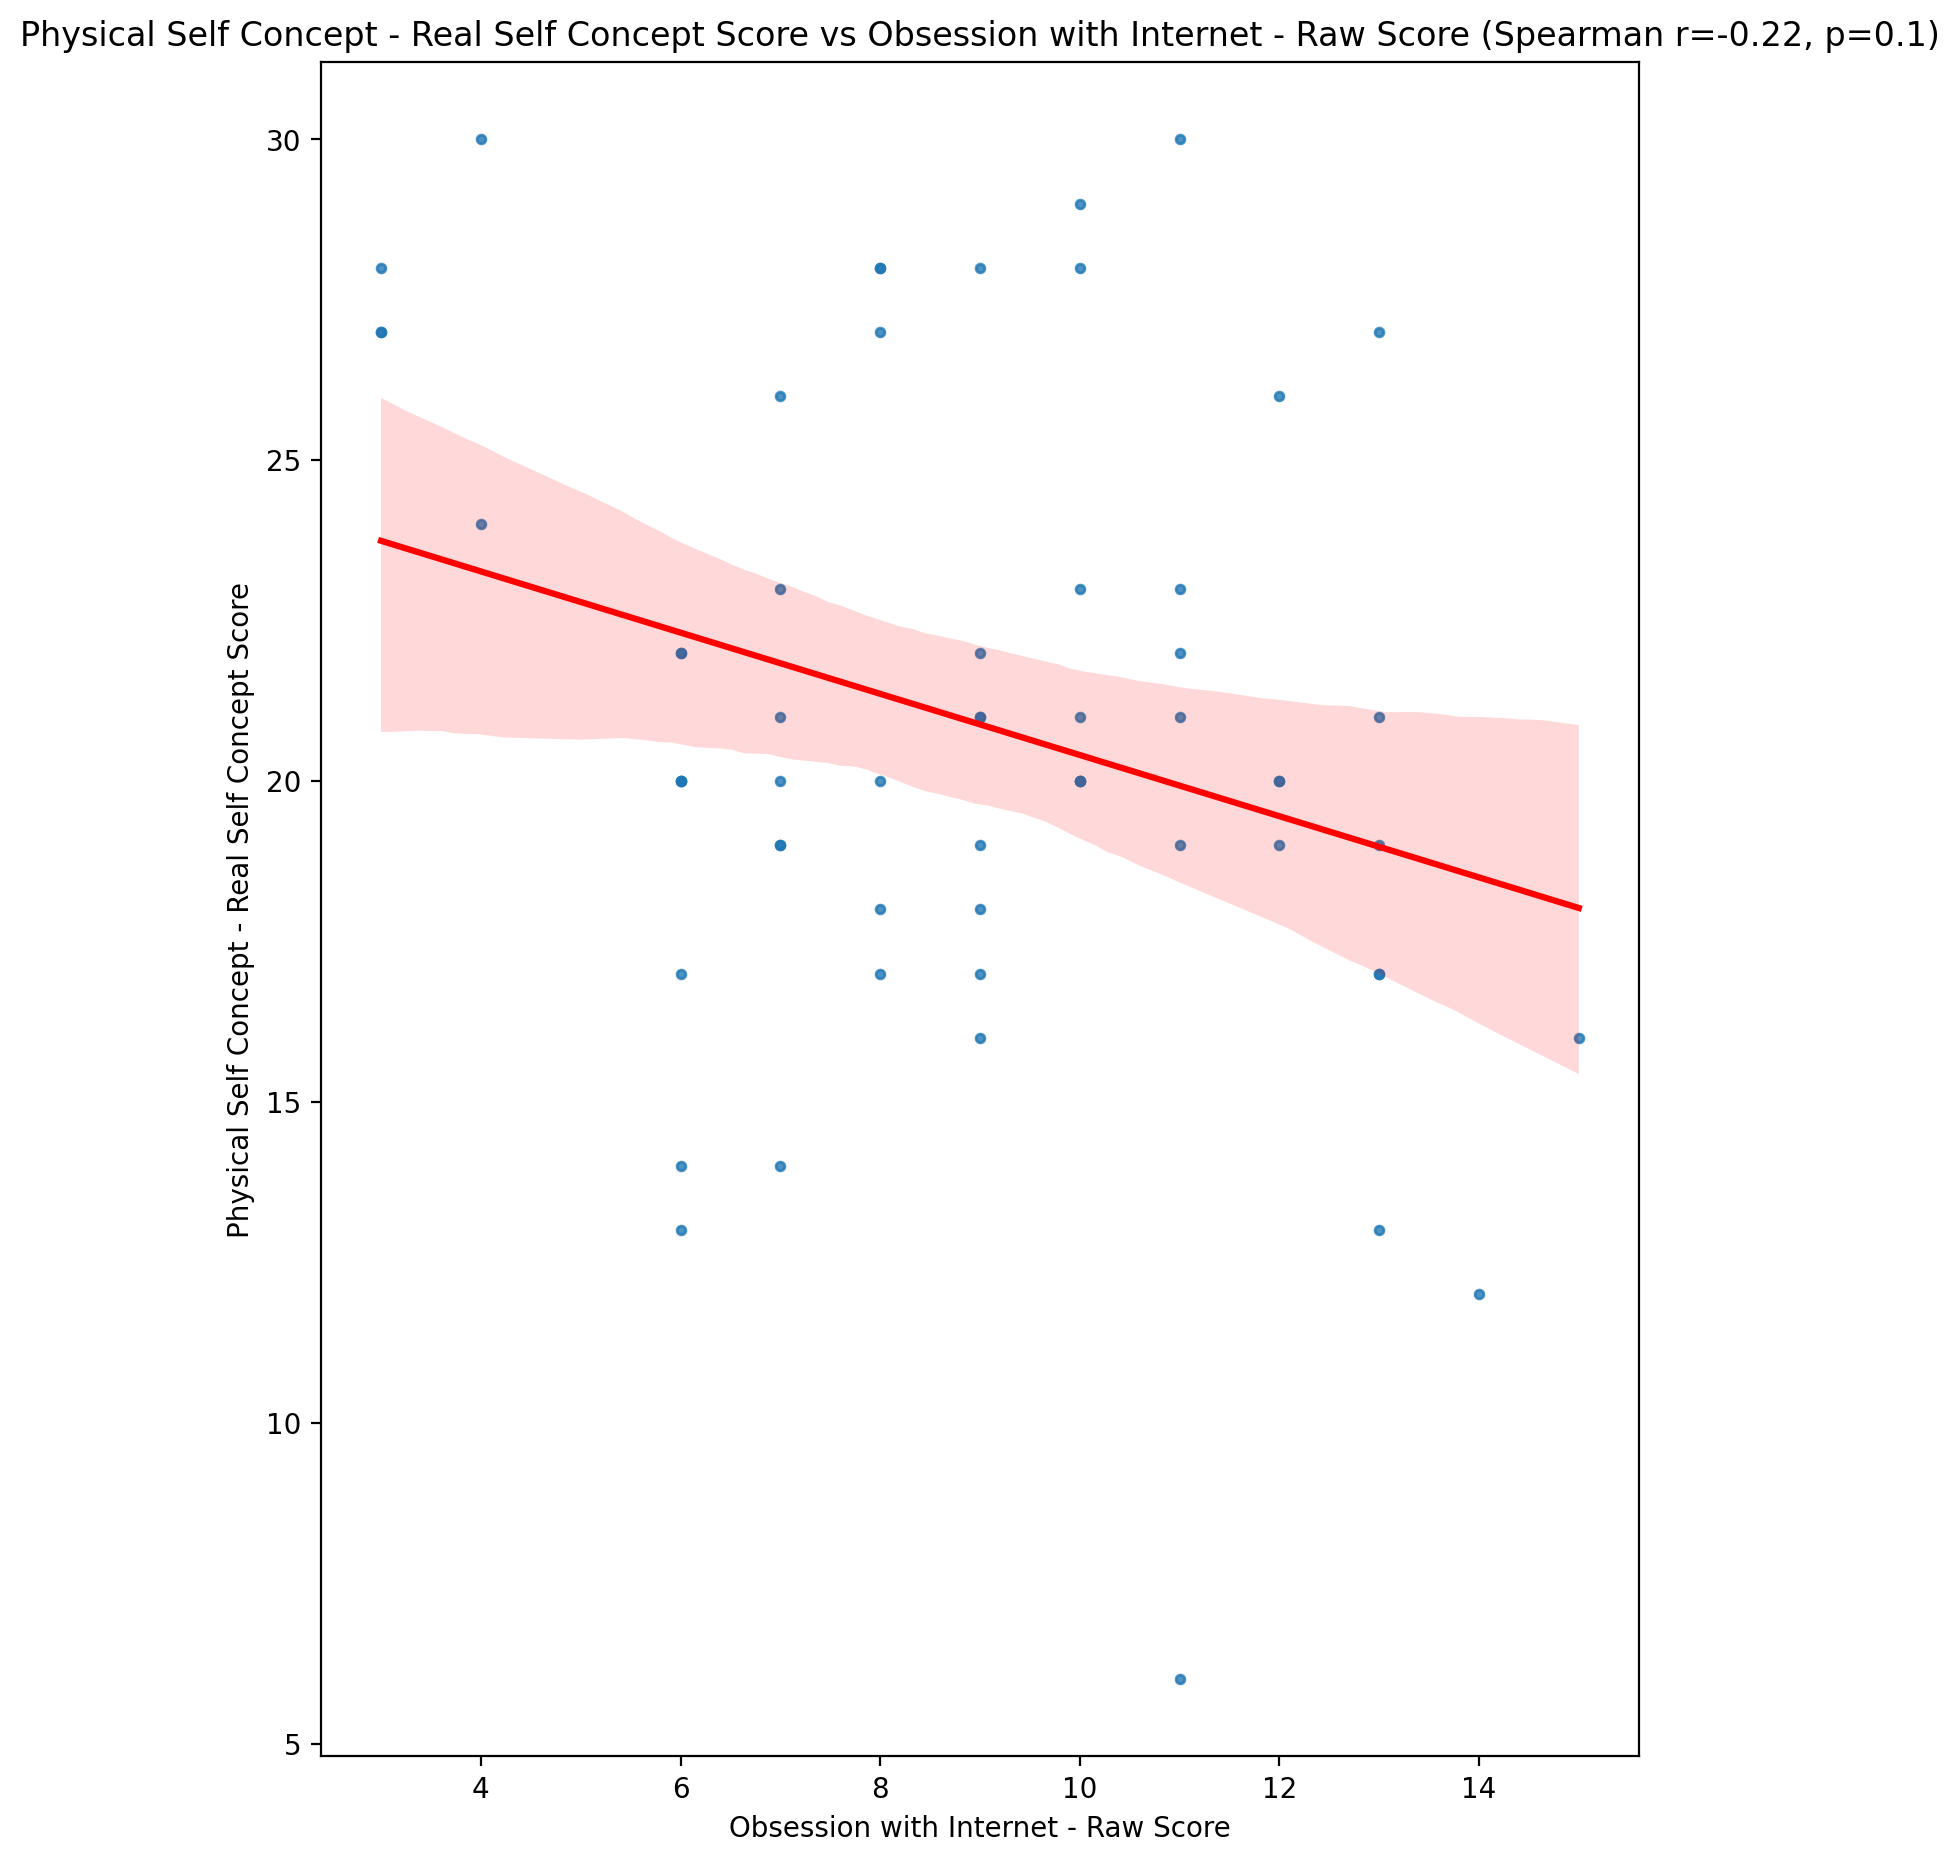 Physical Self Concept - Real Self Concept Score vs Obsession with Internet - Raw Score (Spearman r=-0.22, p=0.1)
30
25
20
15
10
5
Physical Self Concept - Real Self Concept Score
4 6 8 10 12 14
Obsession with Internet - Raw Score